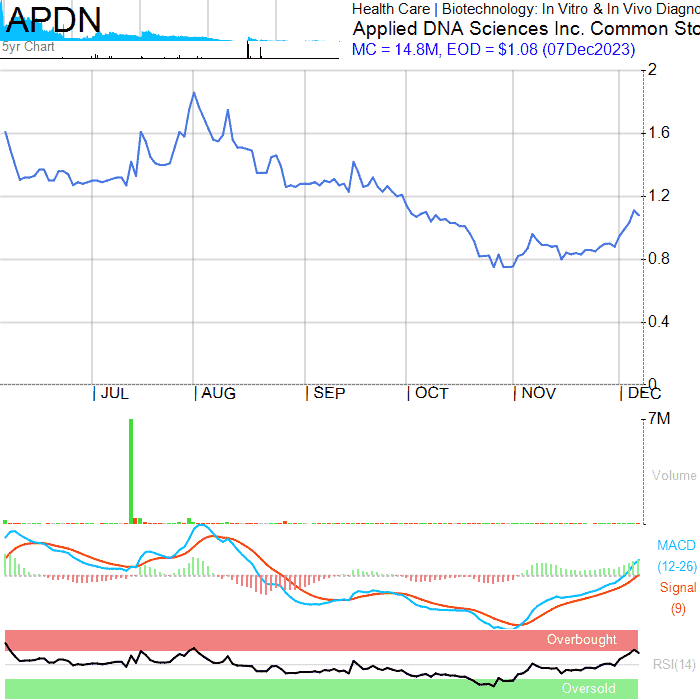 APDN
5yr Chart
Health Care | Biotechnology: In Vitro & In Vivo Diagno
Applied DNA Sciences Inc. Common Sto
MC = 14.8M, EOD = $1.08 (07Dec2023)
2
1.6
1.2
0.8
0.4
0
| JUL | AUG | SEP | OCT | NOV | DEC
7M
Volume
MACD
(12-26)
Signal
(9)
Overbought
RSI(14)
Oversold